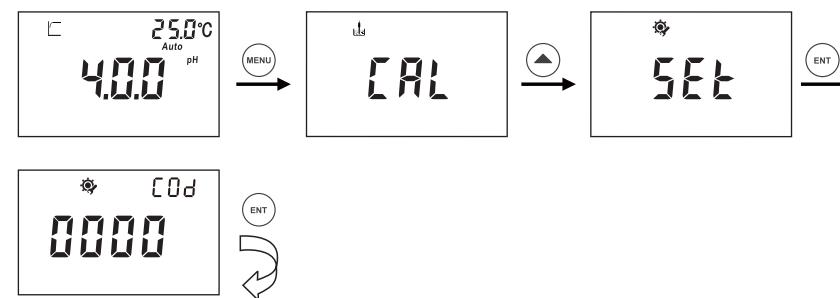 25.0°C
Auto
4.0.0 pH
MENU
CAL
SEt
ENT
COd
0000
ENT